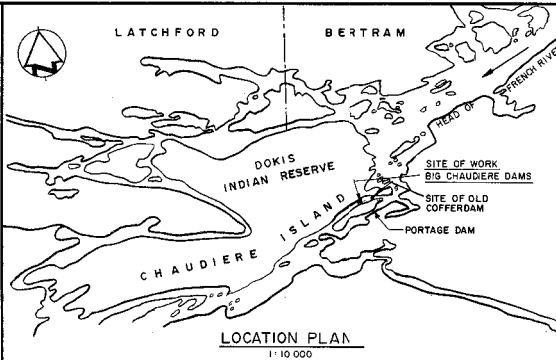 LATCHFORD
BERTRAM
HEAD OF FRENCH RIVER
DOKIS
INDIAN RESERVE
SITE OF WORK
BIG CHAUDIERE DAMS
SITE OF OLD
COFFERDAM
PORTAGE DAM
CHAUDIERE ISLAND
LOCATION PLAN
1:10 000